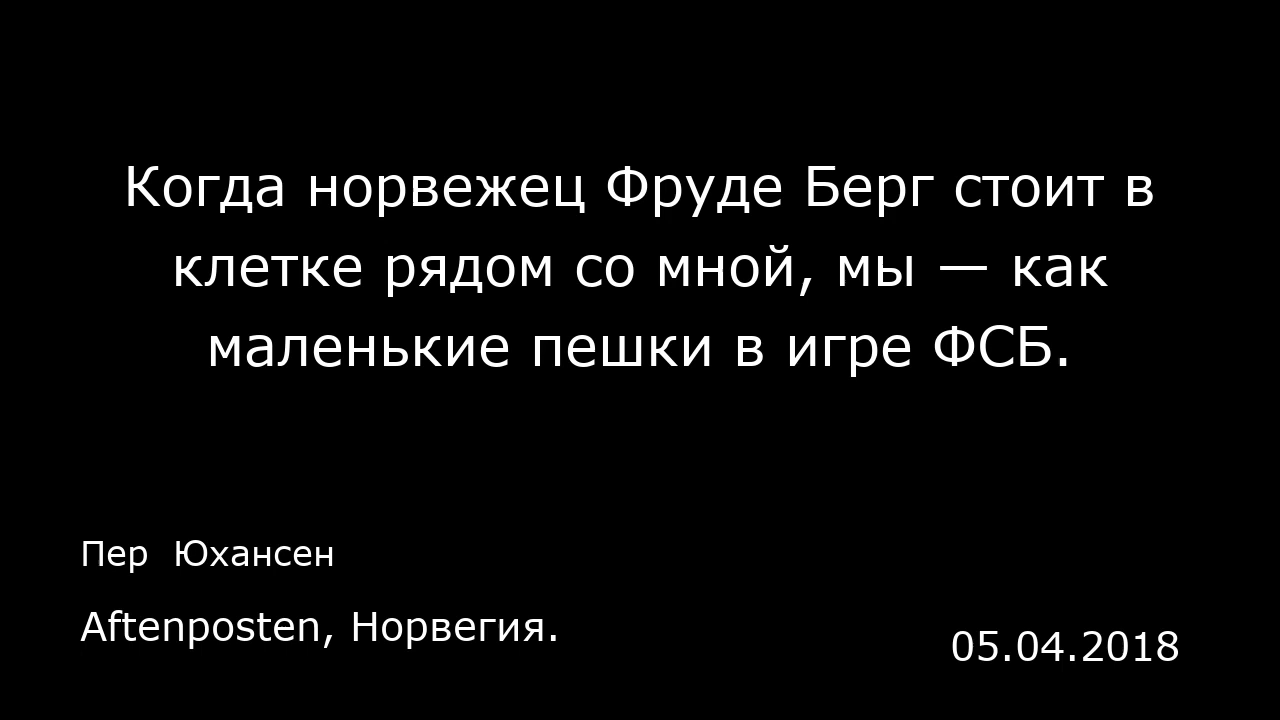 Когда норвежец Фруде Берг стоит в
клетке рядом со мной, мы — как
маленькие пешки в игре ФСБ.
Пер Юхансен
Aftenposten, Норвегия.
05.04.2018